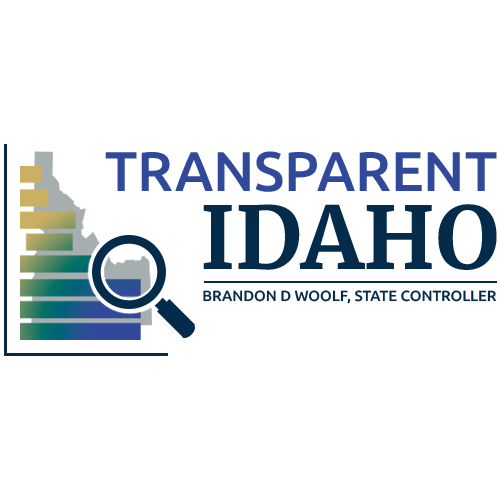 TRANSPARENT
IDAHO
BRANDON D WOOLF, STATE CONTROLLER